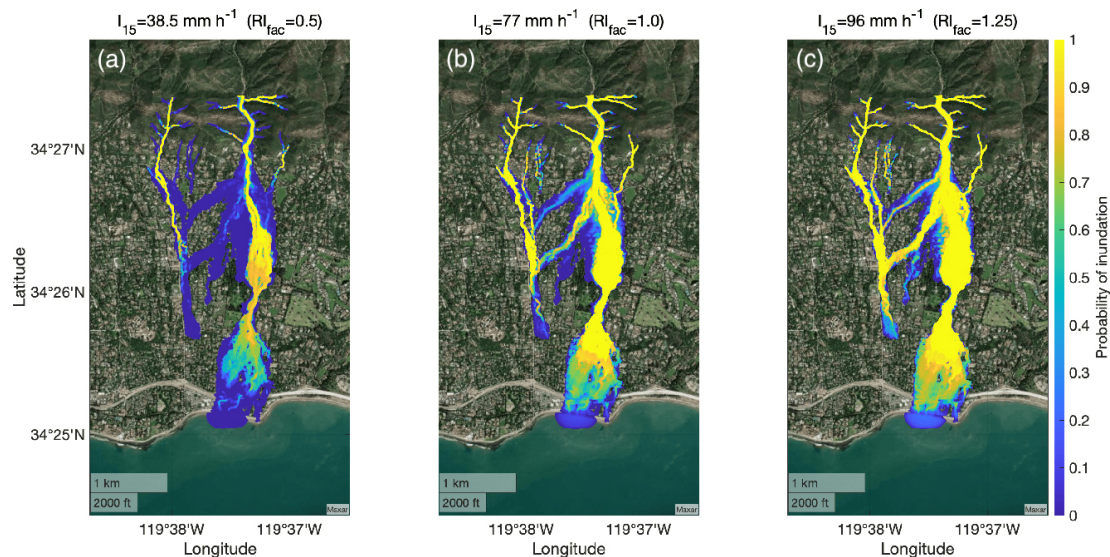 I15=38.5 mm h-1 (RIfac=0.5)
I15=77 mm h-1 (RIfac=1.0)
I15=96 mm h-1 (RIfac=1.25)
(a)
(b)
(c)
34°27'N
34°26'N
34°25'N
Latitude
1 km
2000 ft
Maxar
1 km
2000 ft
Maxar
1 km
2000 ft
Maxar
119°38'W 119°37'W
119°38'W 119°37'W
119°38'W 119°37'W
Longitude
Longitude
Longitude
1
0.9
0.8
0.7
0.6
0.5
0.4
0.3
0.2
0.1
0
Probability of inundation